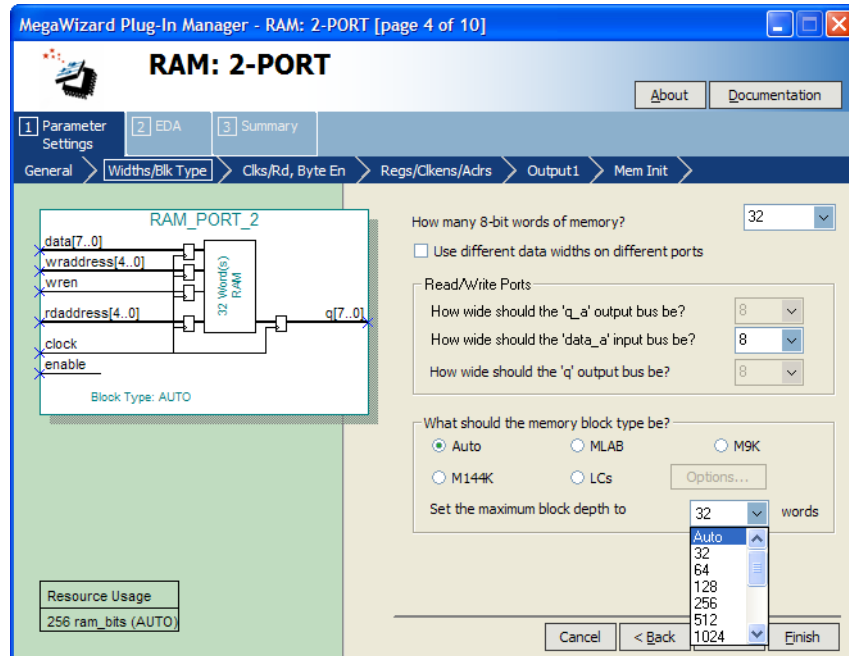 MegaWizard Plug-In Manager - RAM: 2-PORT [page 4 of 10]
RAM: 2-PORT
About
Documentation
1 Parameter Settings
2 EDA
3 Summary
General
Widths/Blk Type
Clks/Rd, Byte En
Regs/Clkens/Aclrs
Output1
Mem Init
RAM_PORT_2
data[7..0]
wraddress[4..0]
wren
rdaddress[4..0]
clock
enable
32 Word(s)
RAM
q[7..0]
Block Type: AUTO
How many 8-bit words of memory?
32
Use different data widths on different ports
Read/Write Ports
How wide should the 'q_a' output bus be?
8
How wide should the 'data_a' input bus be?
8
How wide should the 'q' output bus be?
8
What should the memory block type be?
Auto
MLAB
M9K
M144K
LCs
Options...
Set the maximum block depth to
32
words
Auto
32
64
128
256
512
1024
Resource Usage
256 ram_bits (AUTO)
Cancel
< Back
Finish